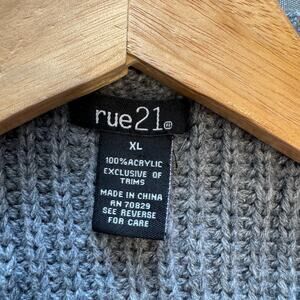 rue21®
XL
100% ACRYLIC
EXCLUSIVE OF
TRIMS
MADE IN CHINA
RN 70829
SEE REVERSE
FOR CARE